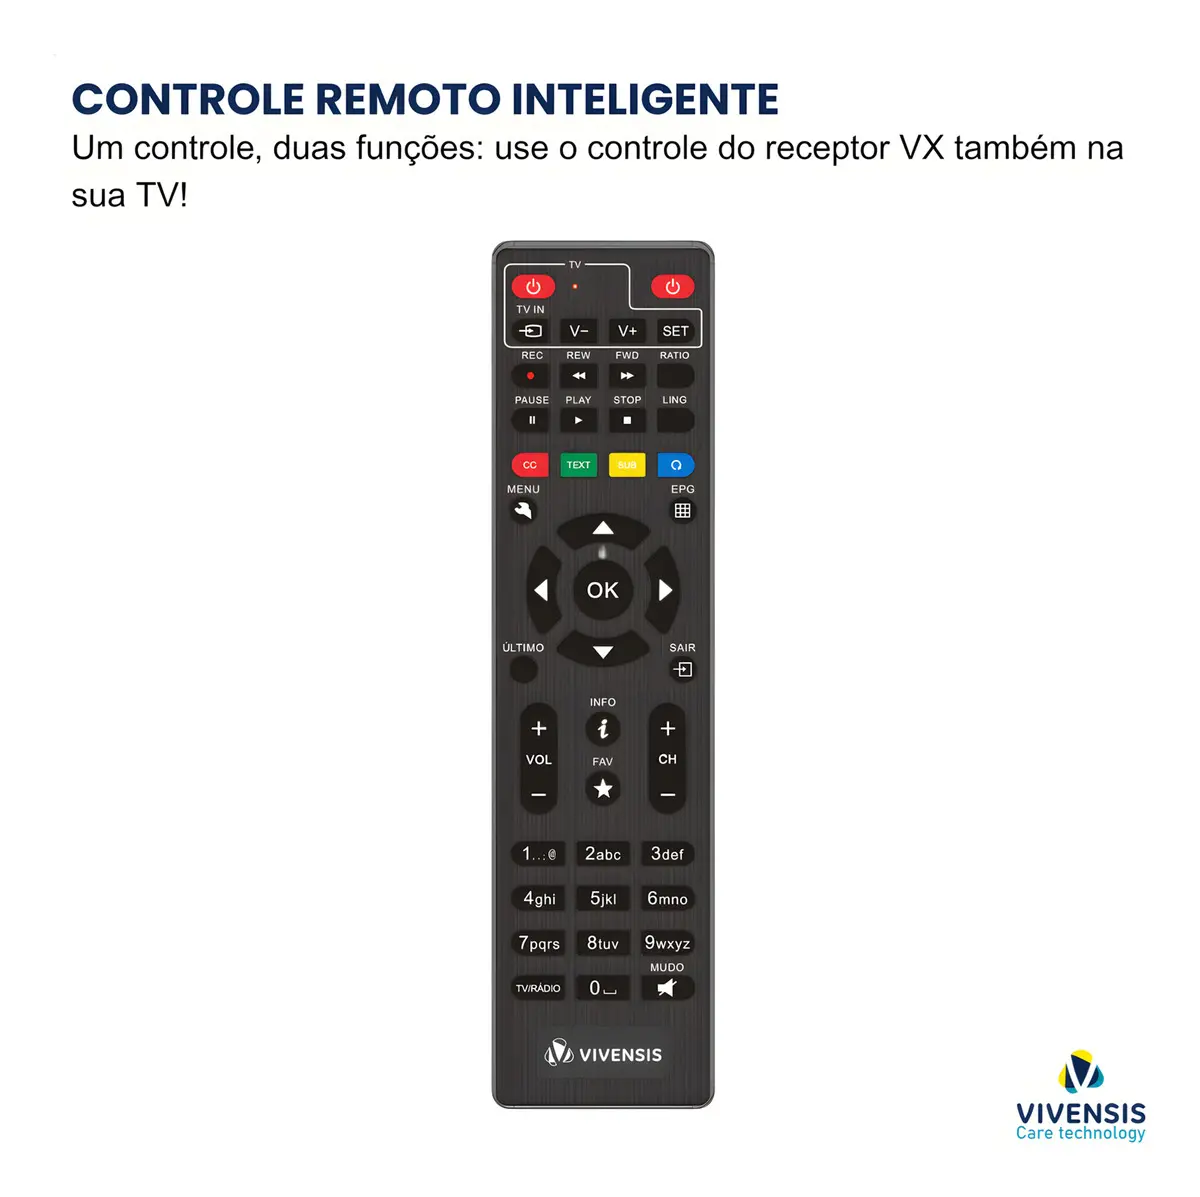 CONTROLE REMOTO INTELIGENTE
Um controle, duas funções: use o controle do receptor VX também na
sua TV!
TV
TV IN
V− V+ SET
REC REW FWD RATIO
PAUSE PLAY STOP LING
CC TEXT SUB
MENU EPG
OK
ÚLTIMO SAIR
INFO
+ +
VOL CH
FAV
− −
1..:@ 2abc 3def
4ghi 5jkl 6mno
7pqrs 8tuv 9wxyz
MUDO
TV/RÁDIO 0
VIVENSIS
VIVENSIS
Care technology